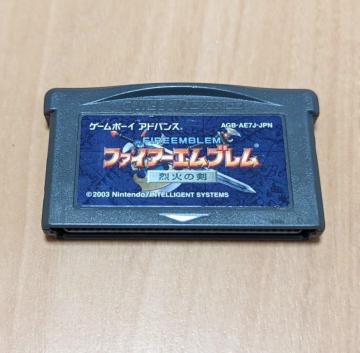 ゲームボーイ アドバンス
AGB-AE7J-JPN
FIRE EMBLEM
ファイアーエムブレム
烈火の剣
©2003 Nintendo/INTELLIGENT SYSTEMS